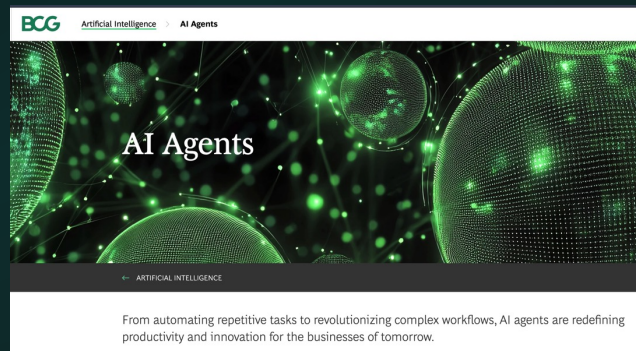 BCG Artificial Intelligence > AI Agents
AI Agents
← ARTIFICIAL INTELLIGENCE
From automating repetitive tasks to revolutionizing complex workflows, AI agents are redefining
productivity and innovation for the businesses of tomorrow.